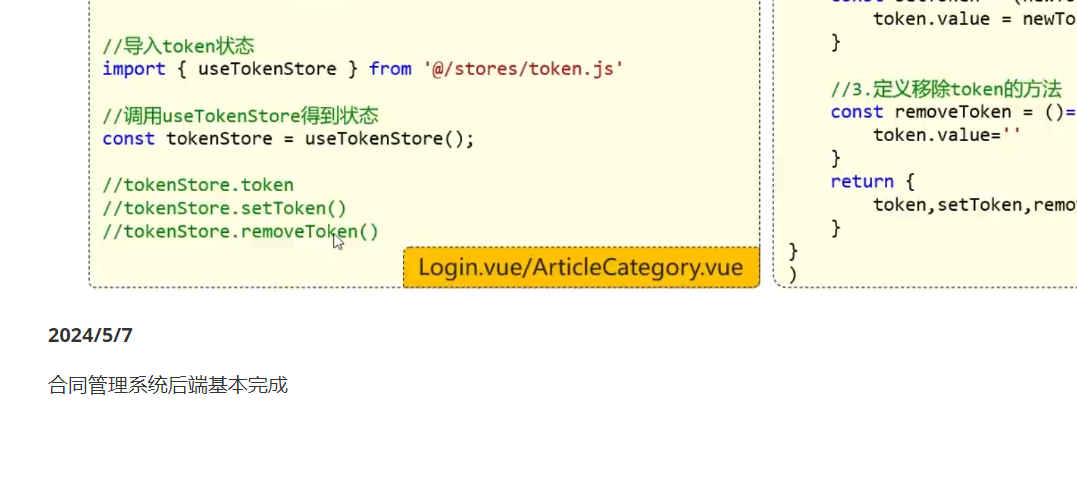 //导入token状态
import { useTokenStore } from '@/stores/token.js'
//调用useTokenStore得到状态
const tokenStore = useTokenStore();
//tokenStore.token
//tokenStore.setToken()
//tokenStore.removeToken()
Login.vue/ArticleCategory.vue
token.value = newTo
}
//3.定义移除token的方法
const removeToken = ()=
token.value=''
}
return {
token,setToken,remo
}
}
)
2024/5/7
合同管理系统后端基本完成